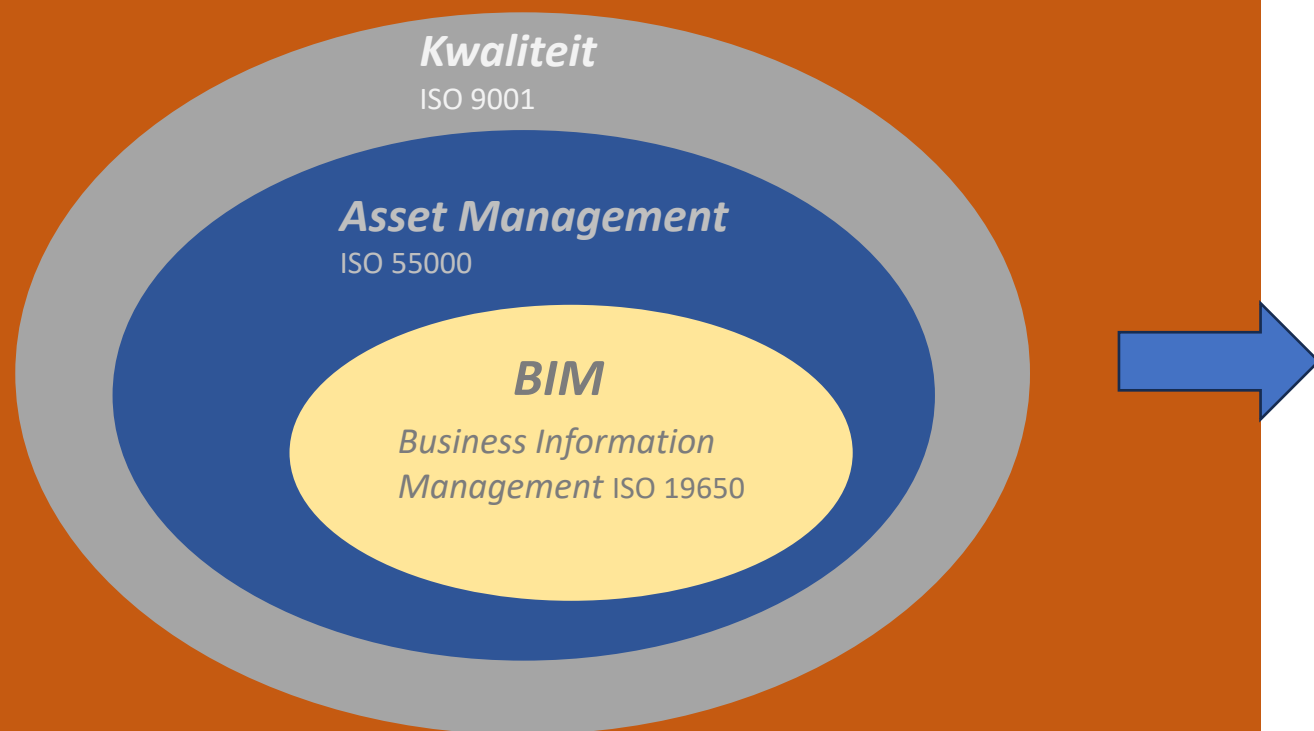 Kwaliteit
ISO 9001
Asset Management
ISO 55000
BIM
Business Information
Management ISO 19650